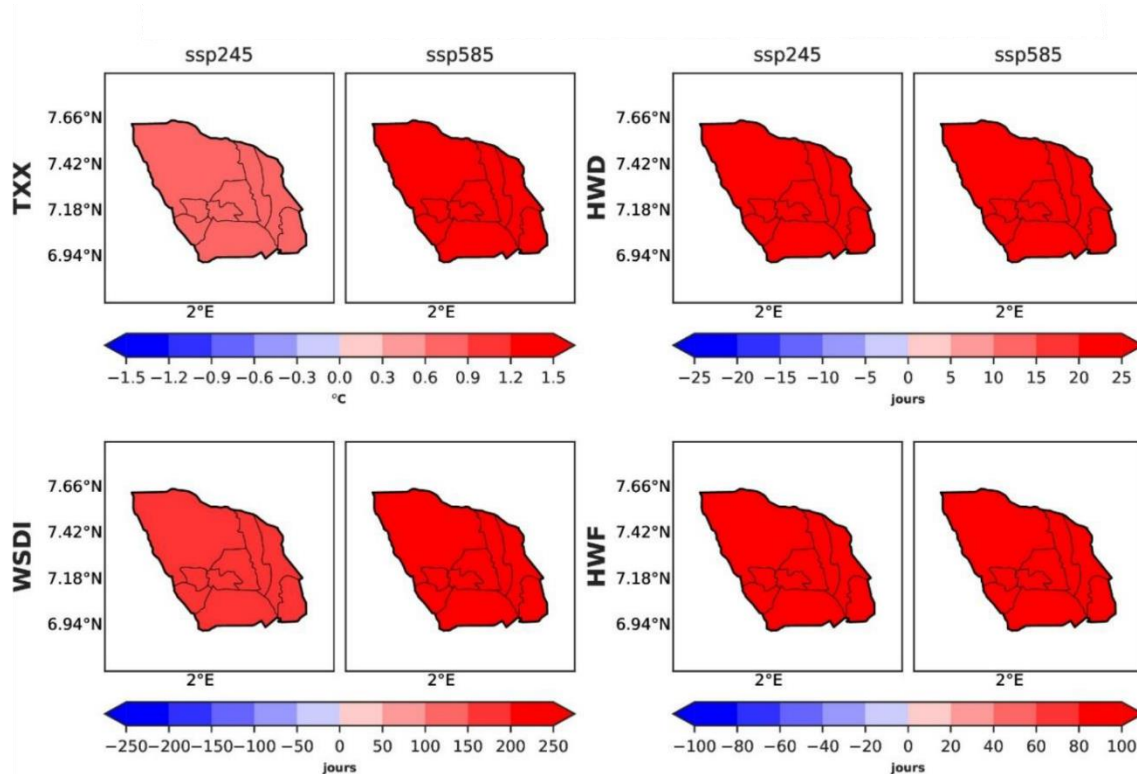 ssp245 ssp585 ssp245 ssp585
TXX
7.66°N
7.42°N
7.18°N
6.94°N
2°E 2°E
−1.5 −1.2 −0.9 −0.6 −0.3 0.0 0.3 0.6 0.9 1.2 1.5
°C
HWD
7.66°N
7.42°N
7.18°N
6.94°N
2°E 2°E
−25 −20 −15 −10 −5 0 5 10 15 20 25
jours
WSDI
7.66°N
7.42°N
7.18°N
6.94°N
2°E 2°E
−250 −200 −150 −100 −50 0 50 100 150 200 250
jours
HWF
7.66°N
7.42°N
7.18°N
6.94°N
2°E 2°E
−100 −80 −60 −40 −20 0 20 40 60 80 100
jours